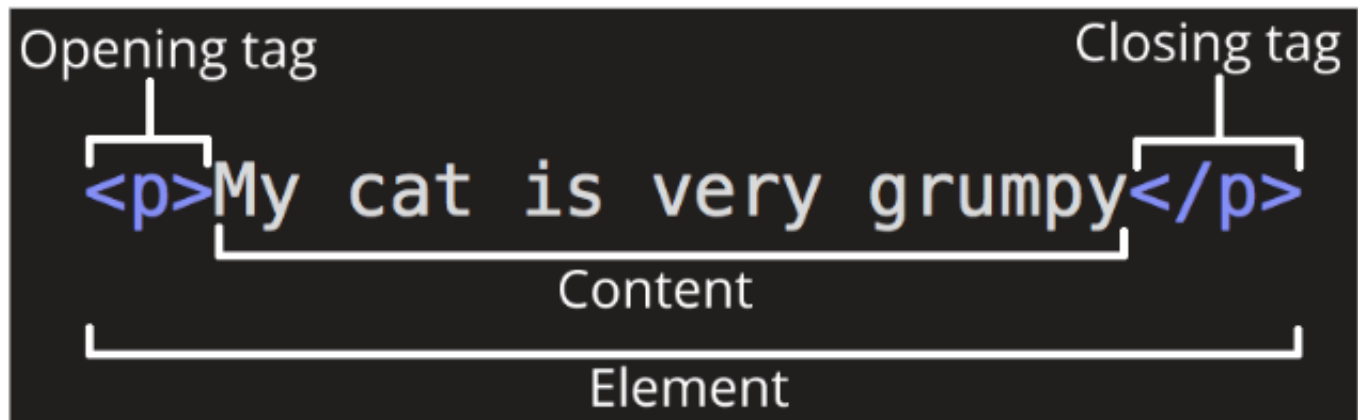 Opening tag
Closing tag
<p>My cat is very grumpy</p>
Content
Element